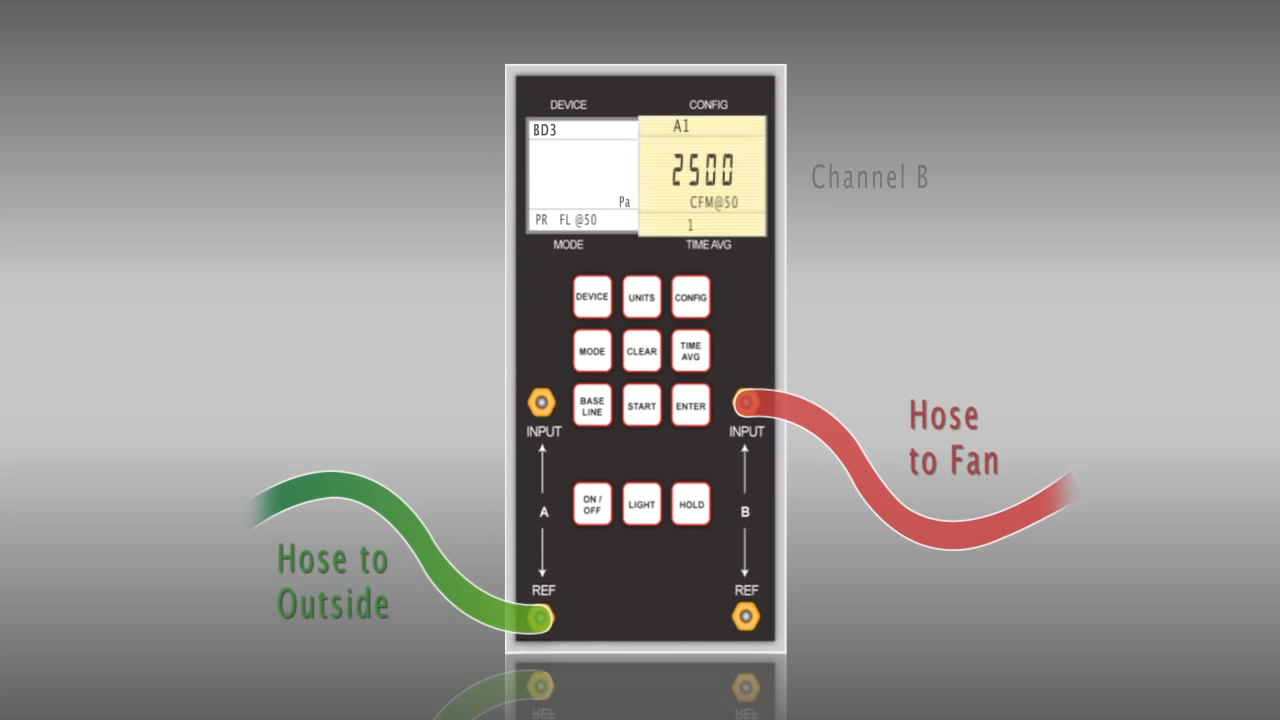 DEVICE CONFIG
BD3 A1
2500
Pa CFM@50
PR FL @50 1
MODE TIME AVG
Channel B
DEVICE UNITS CONFIG
MODE CLEAR TIME AVG
BASE LINE START ENTER
INPUT INPUT
Hose
to Fan
ON / OFF LIGHT HOLD
A B
Hose to
Outside
REF REF
REF REF